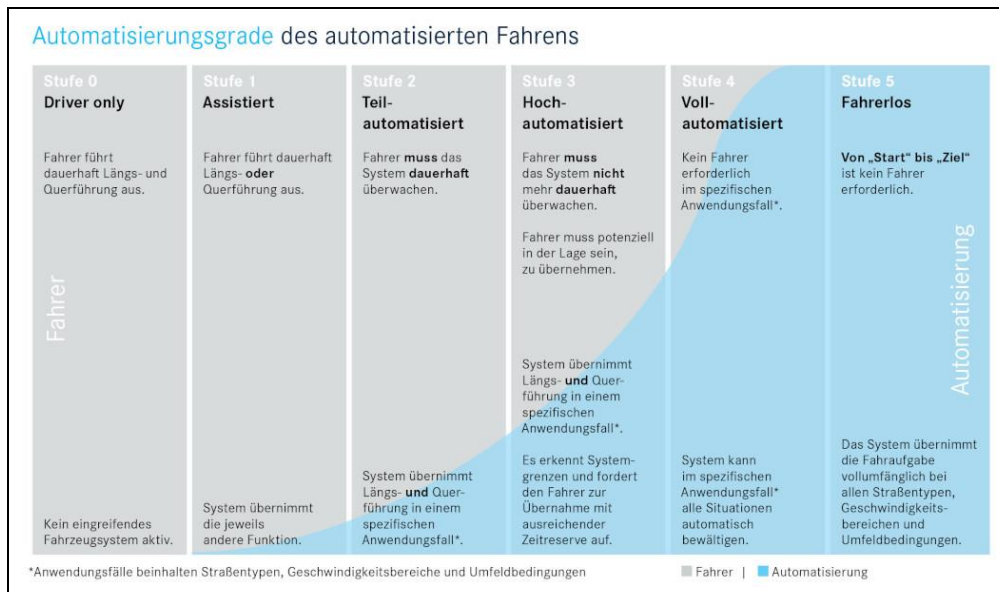 Automatisierungsgrade des automatisierten Fahrens
Stufe 0
Driver only
Fahrer führt
dauerhaft Längs- und
Querführung aus.
Kein eingreifendes
Fahrzeugsystem aktiv.
Stufe 1
Assistiert
Fahrer führt dauerhaft
Längs- oder
Querführung aus.
System übernimmt
die jeweils
andere Funktion.
Stufe 2
Teil-
automatisiert
Fahrer muss das
System dauerhaft
überwachen.
System übernimmt
Längs- und Quer-
führung in einem
spezifischen
Anwendungsfall*.
Stufe 3
Hoch-
automatisiert
Fahrer muss
das System nicht
mehr dauerhaft
überwachen.
Fahrer muss potenziell
in der Lage sein,
zu übernehmen.
System übernimmt
Längs- und Quer-
führung in einem
spezifischen
Anwendungsfall*.
Es erkennt System-
grenzen und fordert
den Fahrer zur
Übernahme mit
ausreichender
Zeitreserve auf.
Stufe 4
Voll-
automatisiert
Kein Fahrer
erforderlich
im spezifischen
Anwendungsfall*.
System kann
im spezifischen
Anwendungsfall*
alle Situationen
automatisch
bewältigen.
Stufe 5
Fahrerlos
Von „Start“ bis „Ziel“
ist kein Fahrer
erforderlich.
Das System übernimmt
die Fahraufgabe
vollumfänglich bei
allen Straßentypen,
Geschwindigkeits-
bereichen und
Umfeldbedingungen.
Fahrer
Automatisierung
*Anwendungsfälle beinhalten Straßentypen, Geschwindigkeitsbereiche und Umfeldbedingungen
Fahrer | Automatisierung